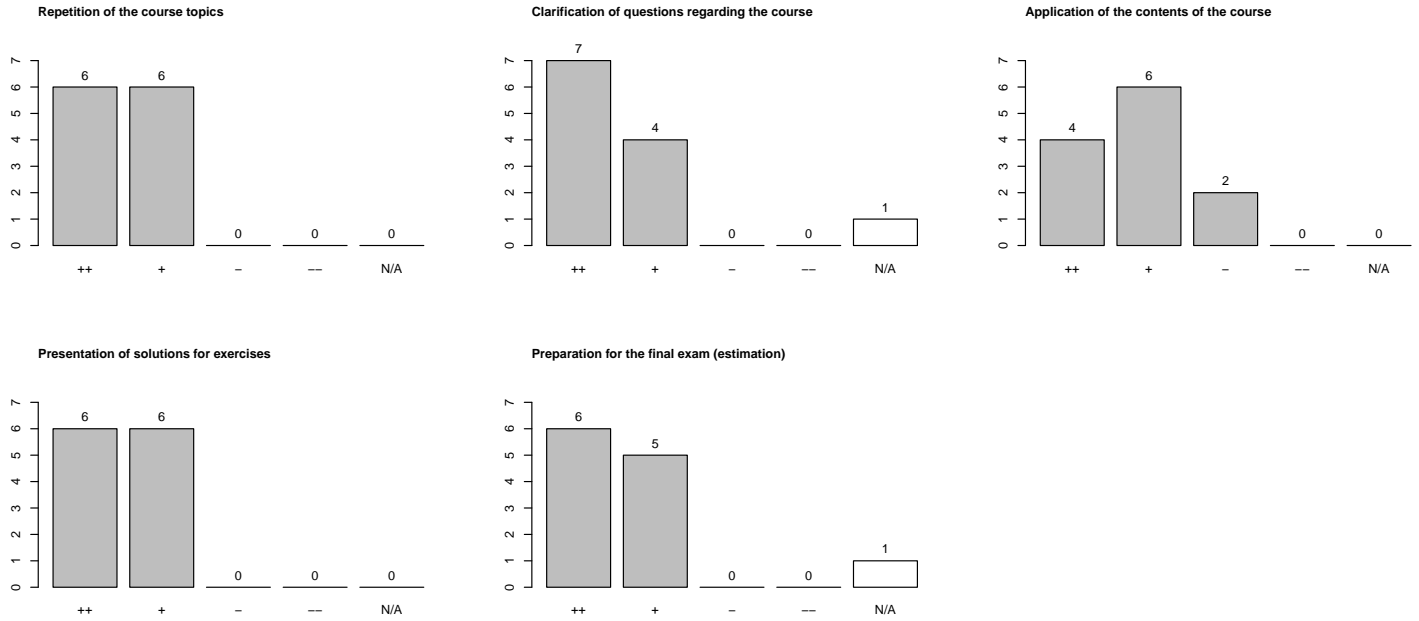 Repetition of the course topics
7
6
5
4
3
2
1
0
6 6 0 0 0
++ + − −− N/A
Clarification of questions regarding the course
7
6
5
4
3
2
1
0
7 4 0 0 1
++ + − −− N/A
Application of the contents of the course
7
6
5
4
3
2
1
0
4 6 2 0 0
++ + − −− N/A
Presentation of solutions for exercises
7
6
5
4
3
2
1
0
6 6 0 0 0
++ + − −− N/A
Preparation for the final exam (estimation)
7
6
5
4
3
2
1
0
6 5 0 0 1
++ + − −− N/A